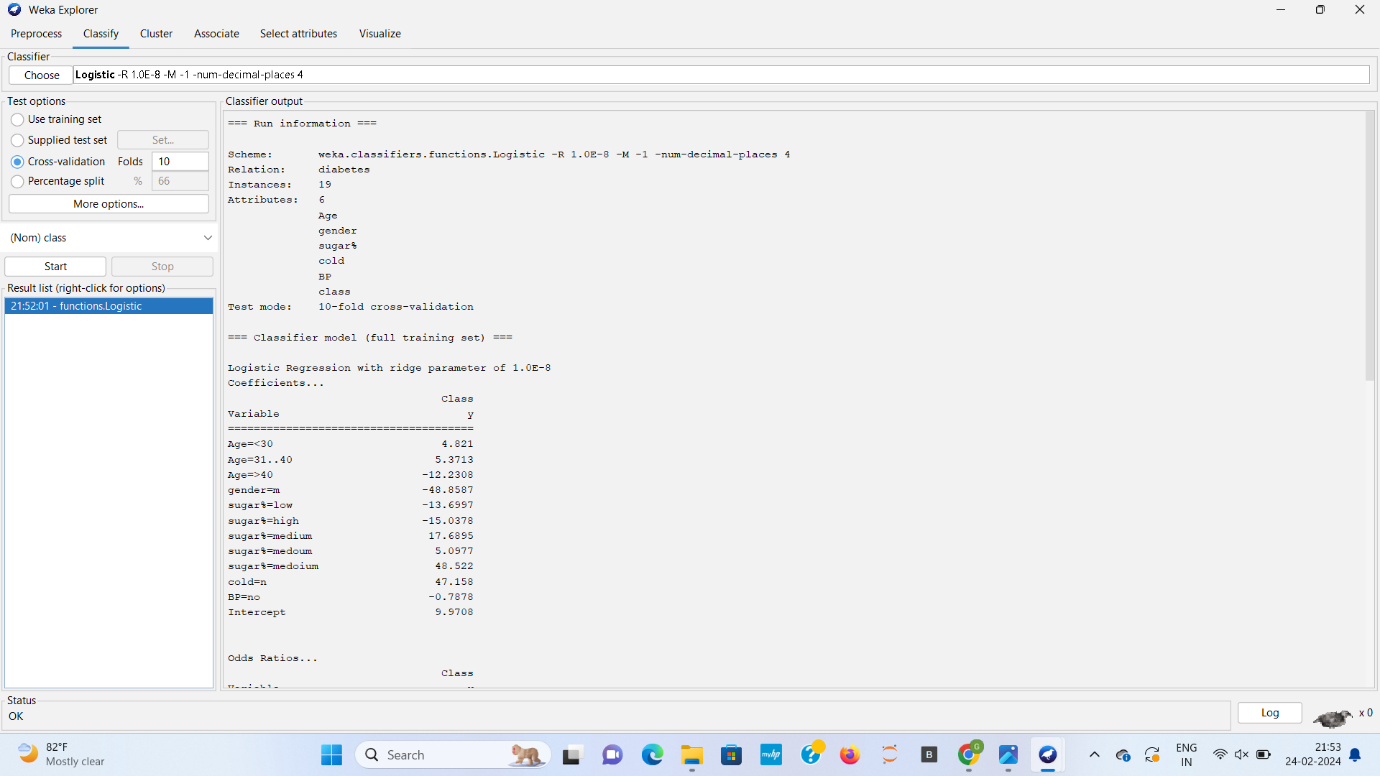 Weka Explorer
Preprocess Classify Cluster Associate Select attributes Visualize
Classifier
Choose Logistic -R 1.0E-8 -M -1 -num-decimal-places 4
Test options
Use training set
Supplied test set Set...
Cross-validation Folds 10
Percentage split % 66
More options...
(Nom) class
Start Stop
Result list (right-click for options)
21:52:01 - functions.Logistic
Classifier output
=== Run information ===
Scheme: weka.classifiers.functions.Logistic -R 1.0E-8 -M -1 -num-decimal-places 4
Relation: diabetes
Instances: 19
Attributes: 6
Age
gender
sugar%
cold
BP
class
Test mode: 10-fold cross-validation
=== Classifier model (full training set) ===
Logistic Regression with ridge parameter of 1.0E-8
Coefficients...
Class
Variable y
======================================
Age=<30 4.821
Age=31..40 5.3713
Age=>40 -12.2308
gender=m -48.8587
sugar%=low -13.6997
sugar%=high -15.0378
sugar%=medium 17.6895
sugar%=medoum 5.0977
sugar%=medoium 48.522
cold=n 47.158
BP=no -0.7878
Intercept 9.9708
Odds Ratios...
Class
Status
OK
Log
x 0
82°F
Mostly clear
Search
myhp
B
G
ENG
IN
21:53
24-02-2024